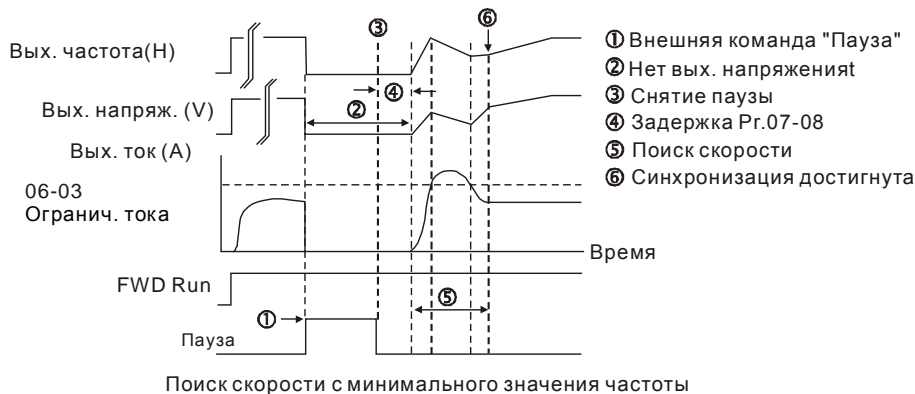 Вых. частота(H)
Вых. напряж. (V)
Вых. ток (A)
06-03
Огранич. тока
FWD Run
Пауза
③
⑥
④
②
Время
⑤
①
① Внешняя команда "Пауза"
② Нет вых. напряженияt
③ Снятие паузы
④ Задержка Pr.07-08
⑤ Поиск скорости
⑥ Синхронизация достигнута
Поиск скорости с минимального значения частоты